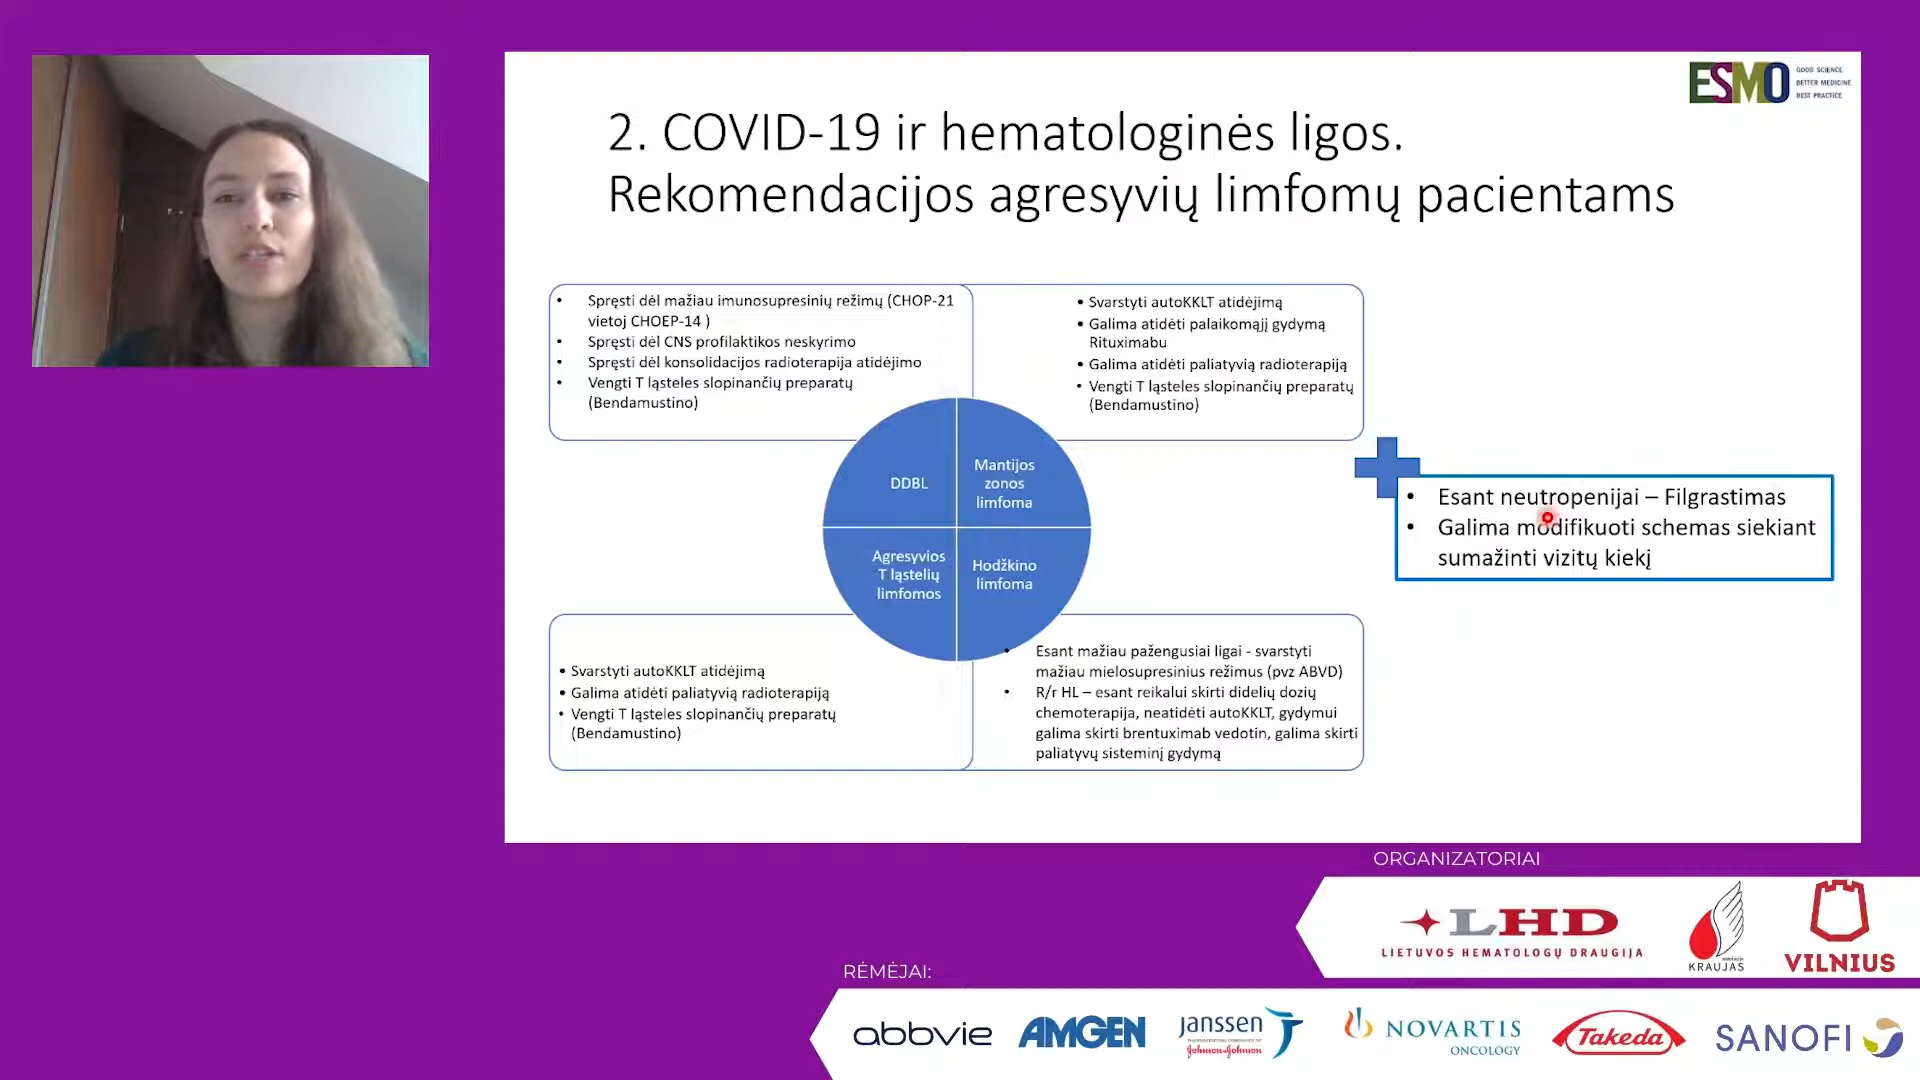 ESMO
GOOD SCIENCE
BETTER MEDICINE
BEST PRACTICE
2. COVID-19 ir hematologinės ligos.
Rekomendacijos agresyvių limfomų pacientams
• Spręsti dėl mažiau imunosupresinių režimų (CHOP-21
vietoj CHOEP-14 )
• Spręsti dėl CNS profilaktikos neskyrimo
• Spręsti dėl konsolidacijos radioterapija atidėjimo
• Vengti T ląsteles slopinančių preparatų
(Bendamustino)
• Svarstyti autoKKLT atidėjimą
• Galima atidėti palaikomąjį gydymą
Rituximabu
• Galima atidėti paliatyvią radioterapiją
• Vengti T ląsteles slopinančių preparatų
(Bendamustino)
DDBL
Mantijos
zonos
limfoma
Agresyvios
T ląstelių
limfomos
Hodžkino
limfoma
• Esant neutropenijai – Filgrastimas
• Galima modifikuoti schemas siekiant
sumažinti vizitų kiekį
• Svarstyti autoKKLT atidėjimą
• Galima atidėti paliatyvią radioterapiją
• Vengti T ląsteles slopinančių preparatų
(Bendamustino)
• Esant mažiau pažengusiai ligai - svarstyti
mažiau mielosupresinius režimus (pvz ABVD)
• R/r HL – esant reikalui skirti didelių dozių
chemoterapija, neatidėti autoKKLT, gydymui
galima skirti brentuximab vedotin, galima skirti
paliatyvų sisteminį gydymą
ORGANIZATORIAI
LHD
LIETUVOS HEMATOLOGŲ DRAUGIJA
KRAUJAS
VILNIUS
RĖMĖJAI:
abbvie
AMGEN
janssen
Johnson & Johnson
NOVARTIS
ONCOLOGY
Takeda
SANOFI